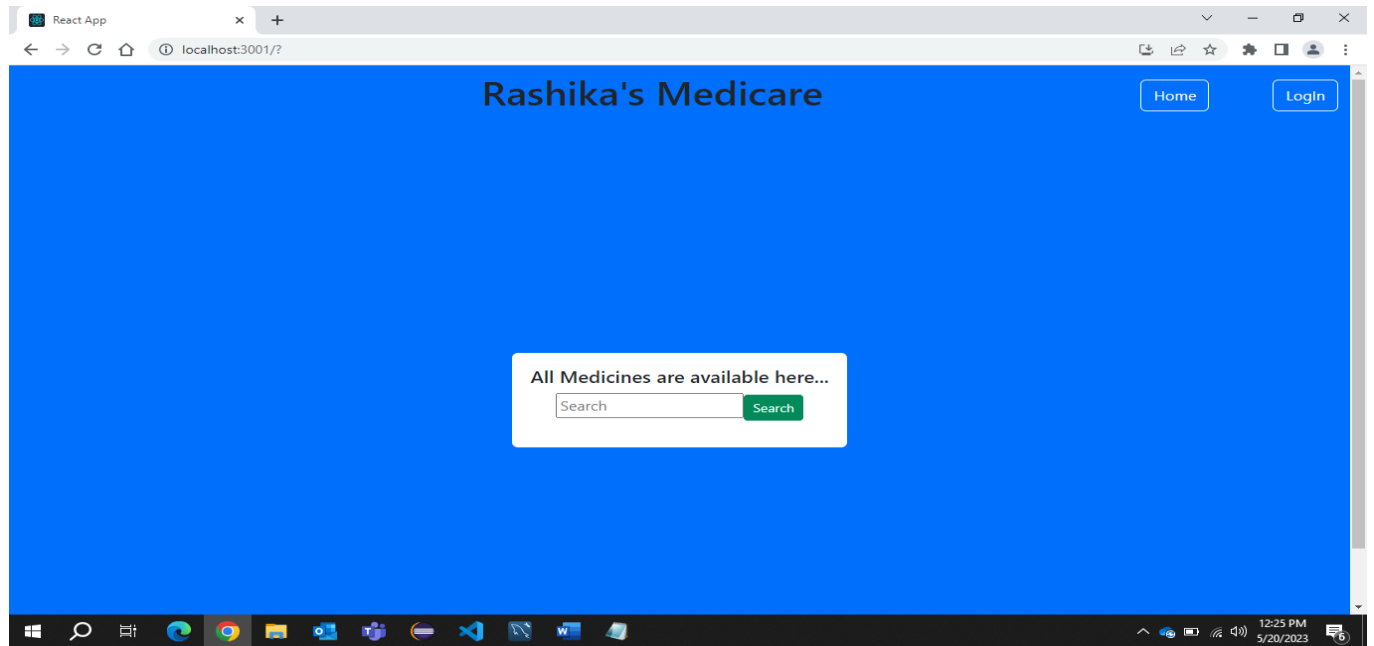 React App
localhost:3001/?
Rashika's Medicare
Home
LogIn
All Medicines are available here...
Search
Search
12:25 PM
5/20/2023
6